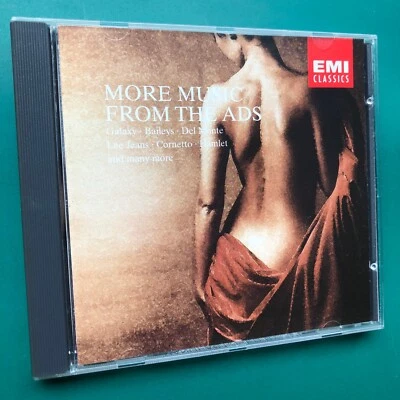 EMI
CLASSICS
MORE MUSIC
FROM THE ADS
Galaxy · Baileys · Del Monte
Lee Jeans · Cornetto · Hamlet
and many more